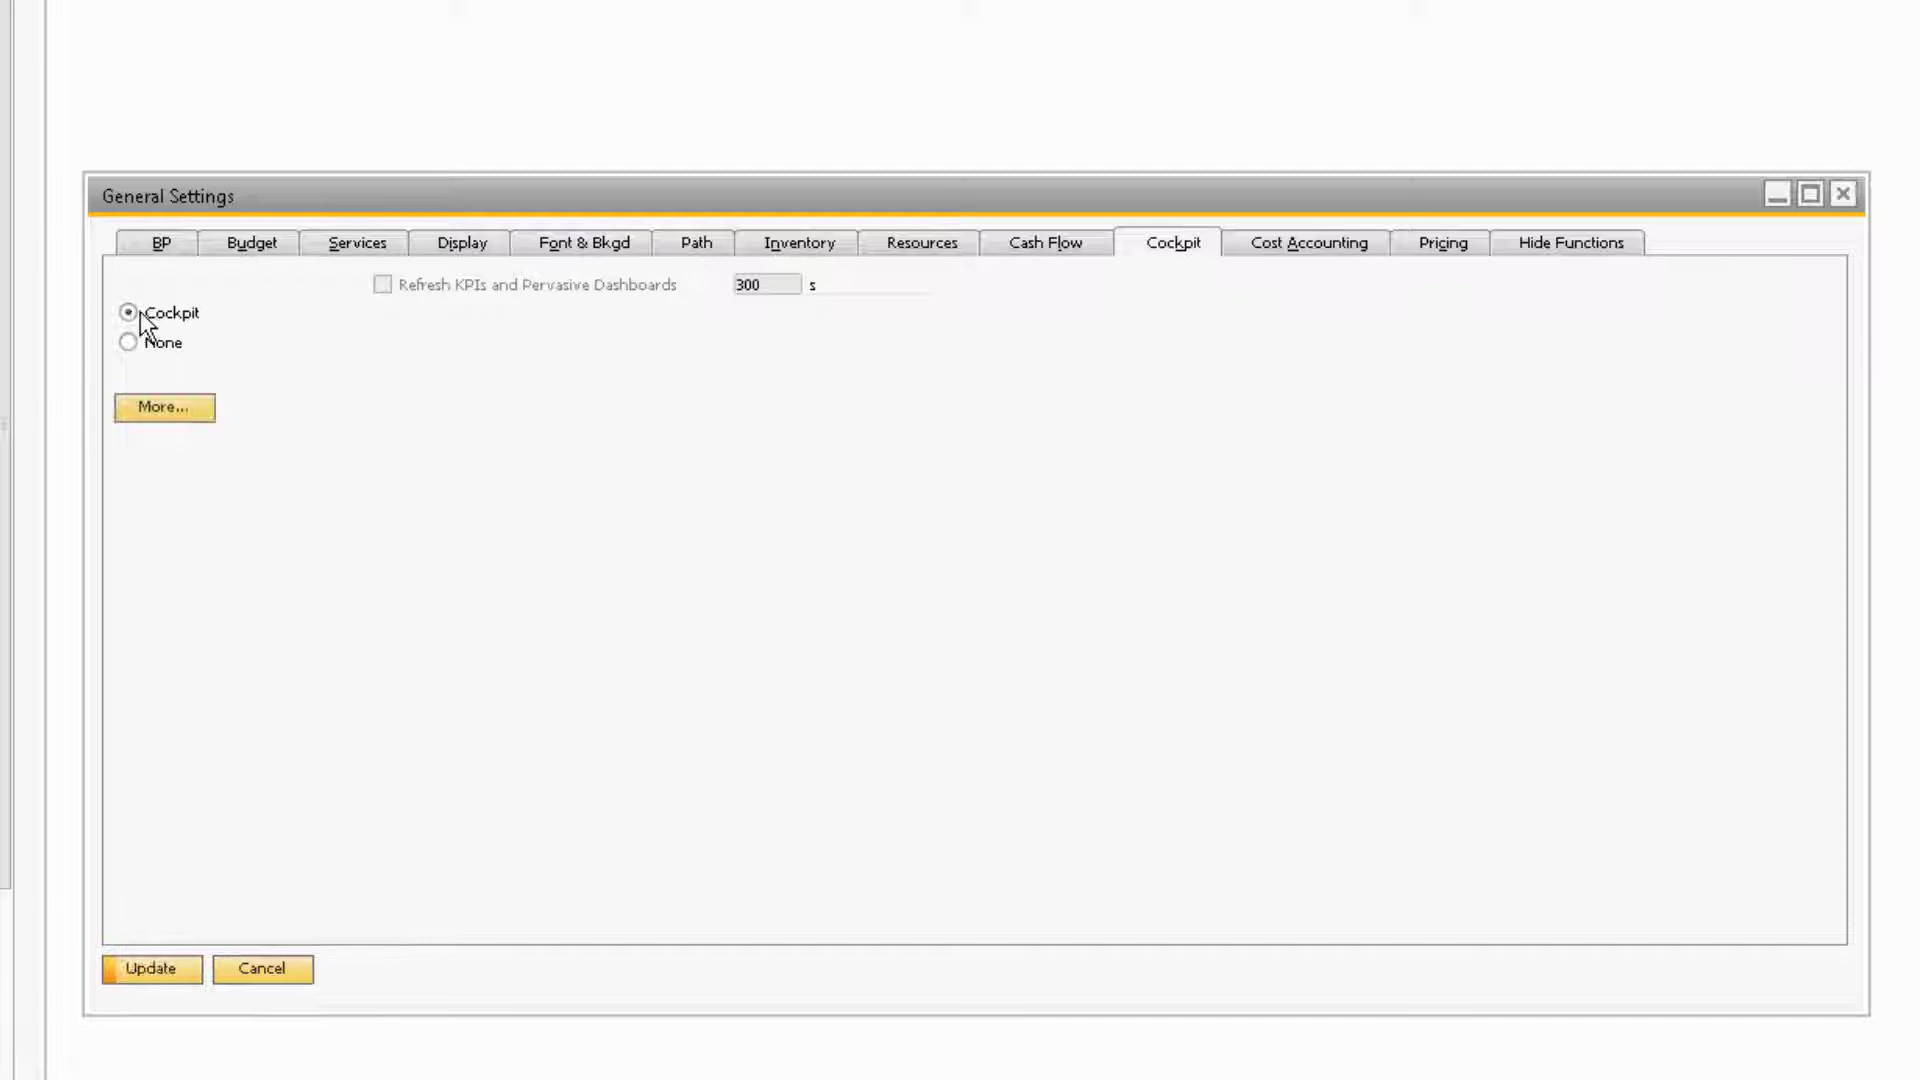 General Settings
BP Budget Services Display Font & Bkgd Path Inventory Resources Cash Flow Cockpit Cost Accounting Pricing Hide Functions
Refresh KPIs and Pervasive Dashboards 300 s
Cockpit
None
More...
Update Cancel